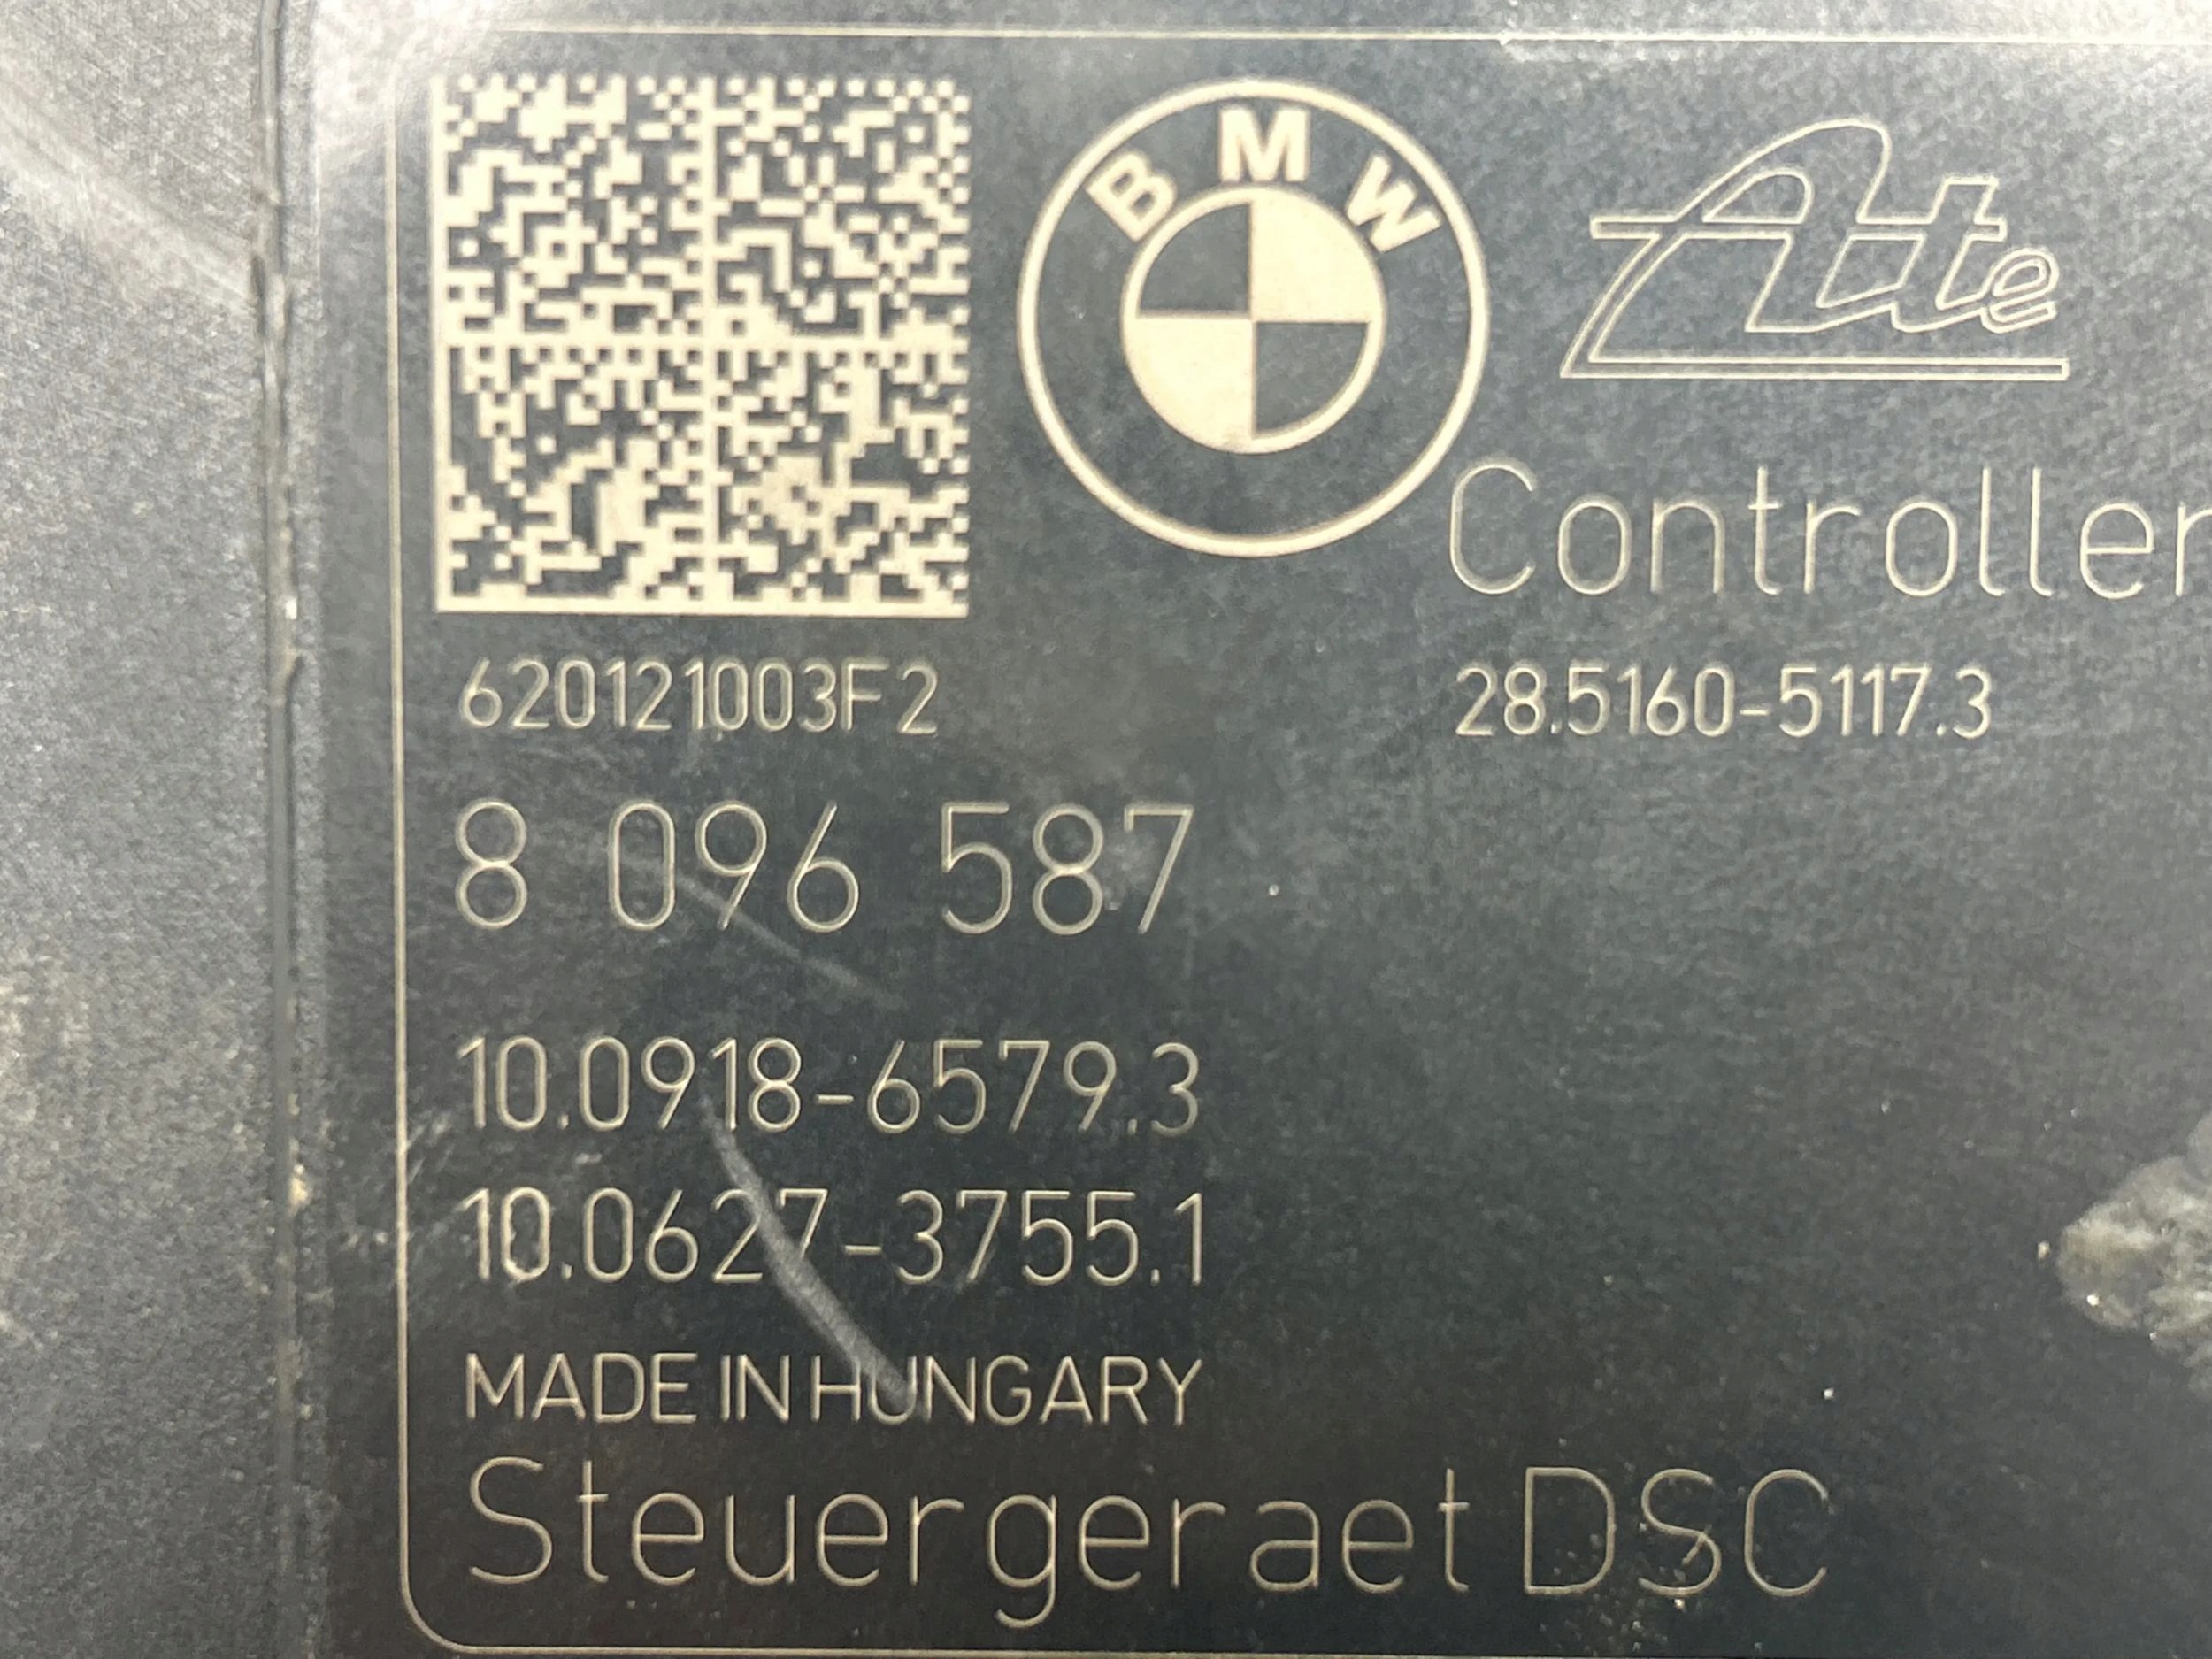 BMW
Ate
Controller
620121003F2
28.5160-5117.3
8 096 587
10.0918-6579.3
10.0627-3755.1
MADE IN HUNGARY
Steuergeraet DSC